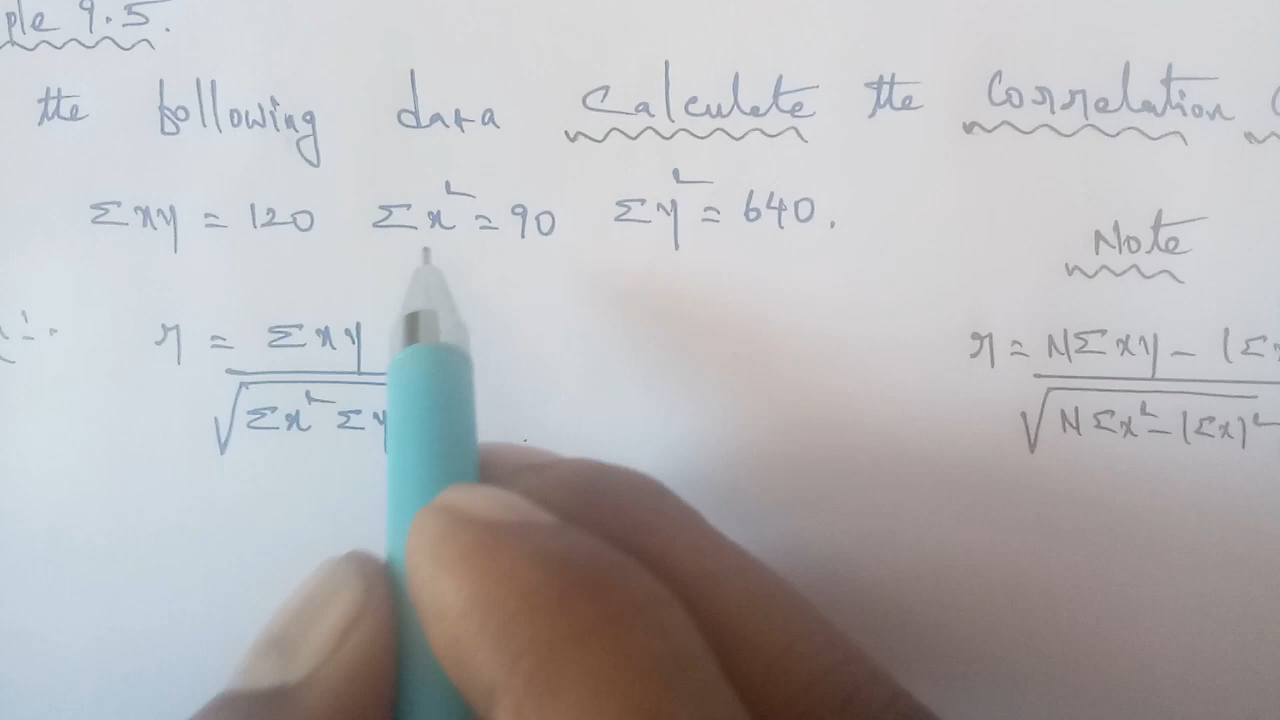 ple 9.5.
the following data Calculate the Correlation
Σxy = 120 Σx² = 90 Σy² = 640.
Note
r = Σxy / √Σx² Σy
r = NΣxy - (Σx / √NΣx² - (Σx)²